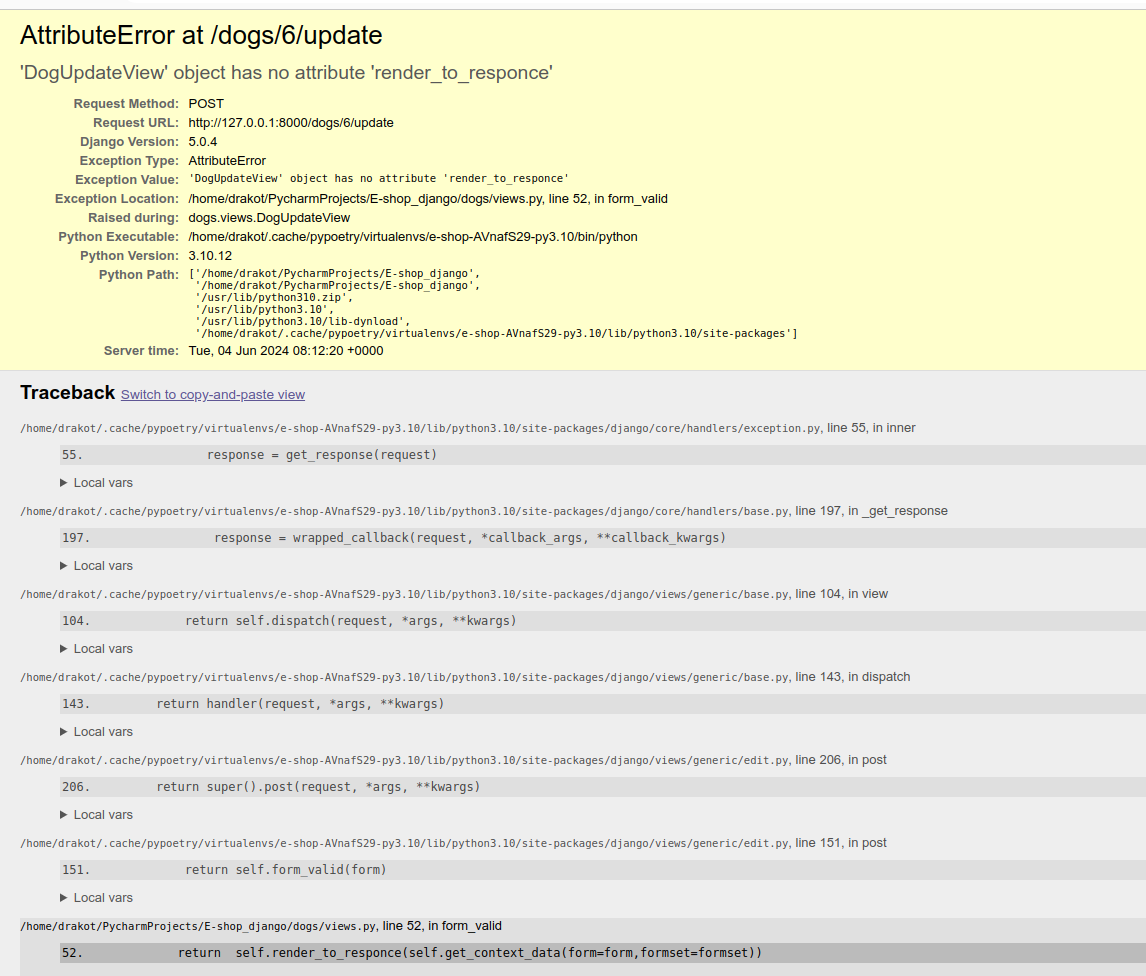 AttributeError at /dogs/6/update
'DogUpdateView' object has no attribute 'render_to_responce'
Request Method: POST
Request URL: http://127.0.0.1:8000/dogs/6/update
Django Version: 5.0.4
Exception Type: AttributeError
Exception Value: 'DogUpdateView' object has no attribute 'render_to_responce'
Exception Location: /home/drakot/PycharmProjects/E-shop_django/dogs/views.py, line 52, in form_valid
Raised during: dogs.views.DogUpdateView
Python Executable: /home/drakot/.cache/pypoetry/virtualenvs/e-shop-AVnafS29-py3.10/bin/python
Python Version: 3.10.12
Python Path: ['/home/drakot/PycharmProjects/E-shop_django',
'/home/drakot/PycharmProjects/E-shop_django',
'/usr/lib/python310.zip',
'/usr/lib/python3.10',
'/usr/lib/python3.10/lib-dynload',
'/home/drakot/.cache/pypoetry/virtualenvs/e-shop-AVnafS29-py3.10/lib/python3.10/site-packages']
Server time: Tue, 04 Jun 2024 08:12:20 +0000
Traceback Switch to copy-and-paste view
/home/drakot/.cache/pypoetry/virtualenvs/e-shop-AVnafS29-py3.10/lib/python3.10/site-packages/django/core/handlers/exception.py, line 55, in inner
55. response = get_response(request)
▶ Local vars
/home/drakot/.cache/pypoetry/virtualenvs/e-shop-AVnafS29-py3.10/lib/python3.10/site-packages/django/core/handlers/base.py, line 197, in _get_response
197. response = wrapped_callback(request, *callback_args, **callback_kwargs)
▶ Local vars
/home/drakot/.cache/pypoetry/virtualenvs/e-shop-AVnafS29-py3.10/lib/python3.10/site-packages/django/views/generic/base.py, line 104, in view
104. return self.dispatch(request, *args, **kwargs)
▶ Local vars
/home/drakot/.cache/pypoetry/virtualenvs/e-shop-AVnafS29-py3.10/lib/python3.10/site-packages/django/views/generic/base.py, line 143, in dispatch
143. return handler(request, *args, **kwargs)
▶ Local vars
/home/drakot/.cache/pypoetry/virtualenvs/e-shop-AVnafS29-py3.10/lib/python3.10/site-packages/django/views/generic/edit.py, line 206, in post
206. return super().post(request, *args, **kwargs)
▶ Local vars
/home/drakot/.cache/pypoetry/virtualenvs/e-shop-AVnafS29-py3.10/lib/python3.10/site-packages/django/views/generic/edit.py, line 151, in post
151. return self.form_valid(form)
▶ Local vars
/home/drakot/PycharmProjects/E-shop_django/dogs/views.py, line 52, in form_valid
52. return  self.render_to_responce(self.get_context_data(form=form,formset=formset))